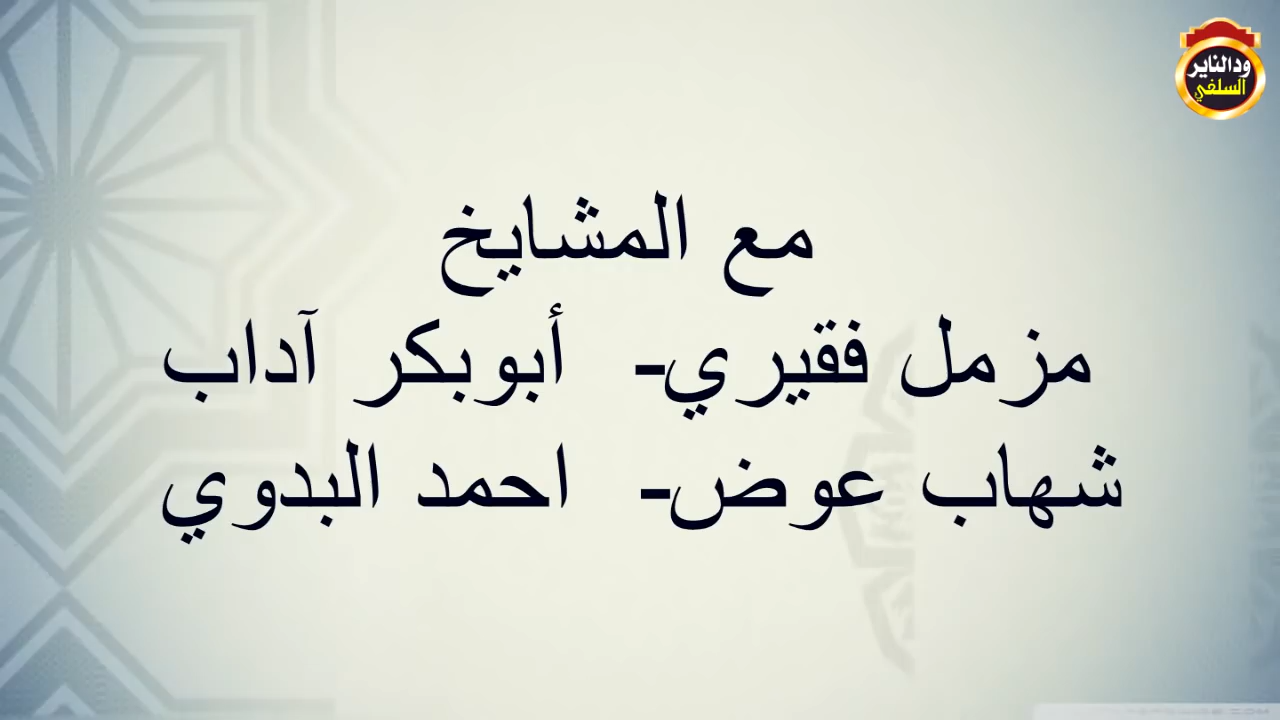 ودالناير
السلفي
مع المشايخ
مزمل فقيري- أبوبكر آداب
شهاب عوض- احمد البدوي